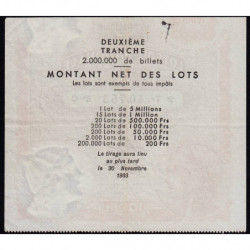 DEUXIÈME
TRANCHE
2.000.000 de billets
MONTANT NET DES LOTS
Les lots sont exempts de tous impôts
1 Lot de 5 Millions
15 Lots de 1 Million
20 Lots de 500.000 Frs
200 Lots de 100.000 Frs
200 Lots de 50.000 Frs
2.000 Lots de 10.000 Frs
200.000 Lots de 200 Frs
Le tirage aura lieu
au plus tard
le 30 Novembre
1933